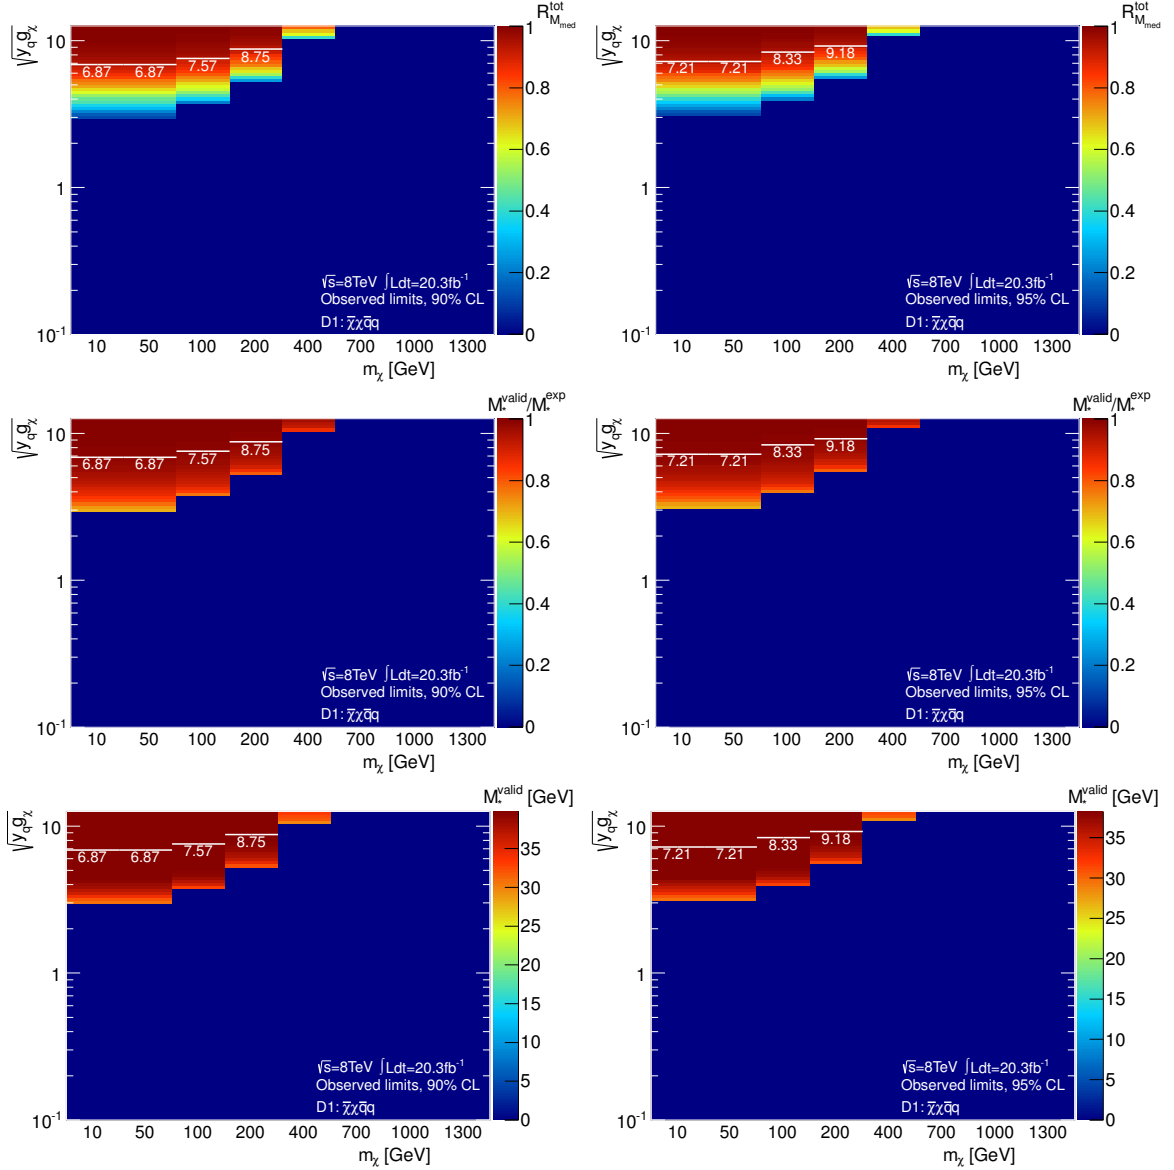 R^tot_M_med
√y_q g_χ
10
1
10⁻¹
6.87 6.87 7.57 8.75
√s=8TeV ∫Ldt=20.3fb⁻¹
Observed limits, 90% CL
D1: χ̅χq̅q
10 50 100 200 400 700 1000 1300
m_χ [GeV]
1
0.8
0.6
0.4
0.2
0
R^tot_M_med
√y_q g_χ
10
1
10⁻¹
7.21 7.21 8.33 9.18
√s=8TeV ∫Ldt=20.3fb⁻¹
Observed limits, 95% CL
D1: χ̅χq̅q
10 50 100 200 400 700 1000 1300
m_χ [GeV]
1
0.8
0.6
0.4
0.2
0
M_*^valid/M_*^exp
√y_q g_χ
10
1
10⁻¹
6.87 6.87 7.57 8.75
√s=8TeV ∫Ldt=20.3fb⁻¹
Observed limits, 90% CL
D1: χ̅χq̅q
10 50 100 200 400 700 1000 1300
m_χ [GeV]
1
0.8
0.6
0.4
0.2
0
M_*^valid/M_*^exp
√y_q g_χ
10
1
10⁻¹
7.21 7.21 8.33 9.18
√s=8TeV ∫Ldt=20.3fb⁻¹
Observed limits, 95% CL
D1: χ̅χq̅q
10 50 100 200 400 700 1000 1300
m_χ [GeV]
1
0.8
0.6
0.4
0.2
0
M_*^valid [GeV]
√y_q g_χ
10
1
10⁻¹
6.87 6.87 7.57 8.75
√s=8TeV ∫Ldt=20.3fb⁻¹
Observed limits, 90% CL
D1: χ̅χq̅q
10 50 100 200 400 700 1000 1300
m_χ [GeV]
35
30
25
20
15
10
5
0
M_*^valid [GeV]
√y_q g_χ
10
1
10⁻¹
7.21 7.21 8.33 9.18
√s=8TeV ∫Ldt=20.3fb⁻¹
Observed limits, 95% CL
D1: χ̅χq̅q
10 50 100 200 400 700 1000 1300
m_χ [GeV]
35
30
25
20
15
10
5
0